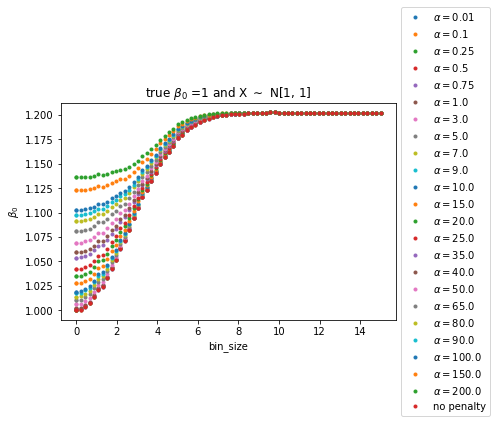 true β0 =1 and X ∼ N[1, 1]
β0
1.200
1.175
1.150
1.125
1.100
1.075
1.050
1.025
1.000
0 2 4 6 8 10 12 14
bin_size
α = 0.01
α = 0.1
α = 0.25
α = 0.5
α = 0.75
α = 1.0
α = 3.0
α = 5.0
α = 7.0
α = 9.0
α = 10.0
α = 15.0
α = 20.0
α = 25.0
α = 35.0
α = 40.0
α = 50.0
α = 65.0
α = 80.0
α = 90.0
α = 100.0
α = 150.0
α = 200.0
no penalty